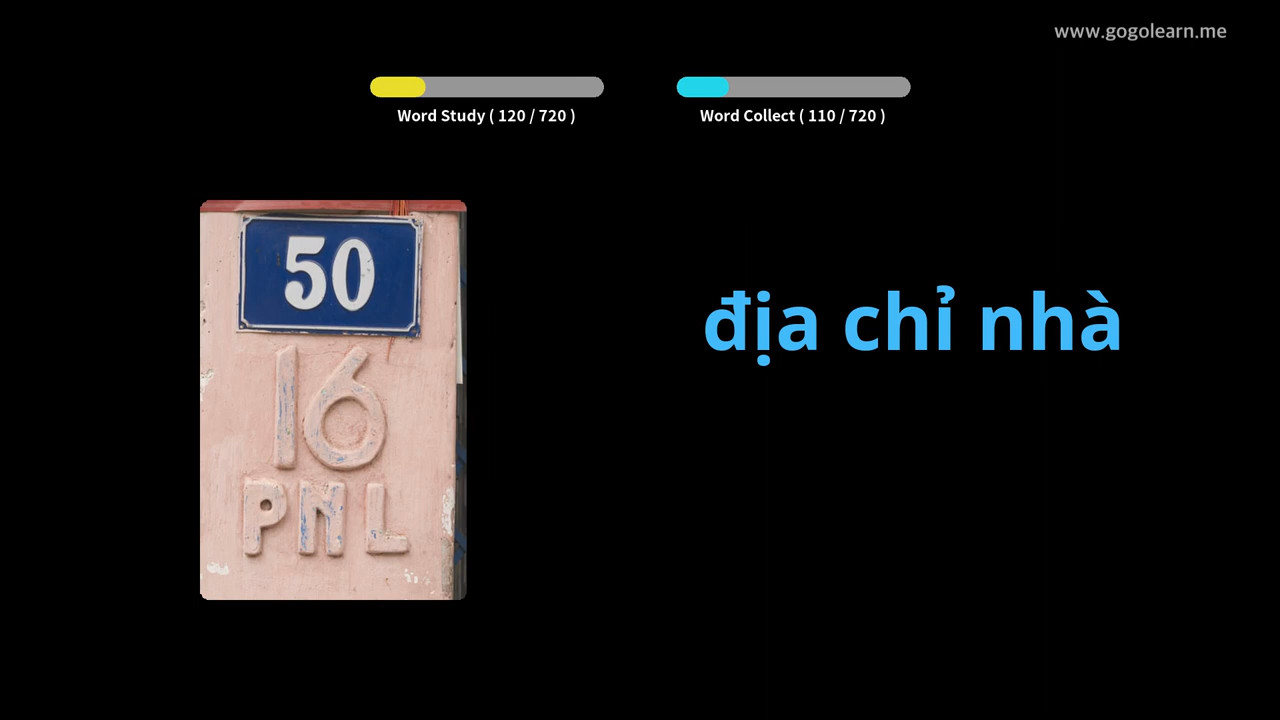 www.gogolearn.me
Word Study ( 120 / 720 )
Word Collect ( 110 / 720 )
50
16
PNL
địa chỉ nhà